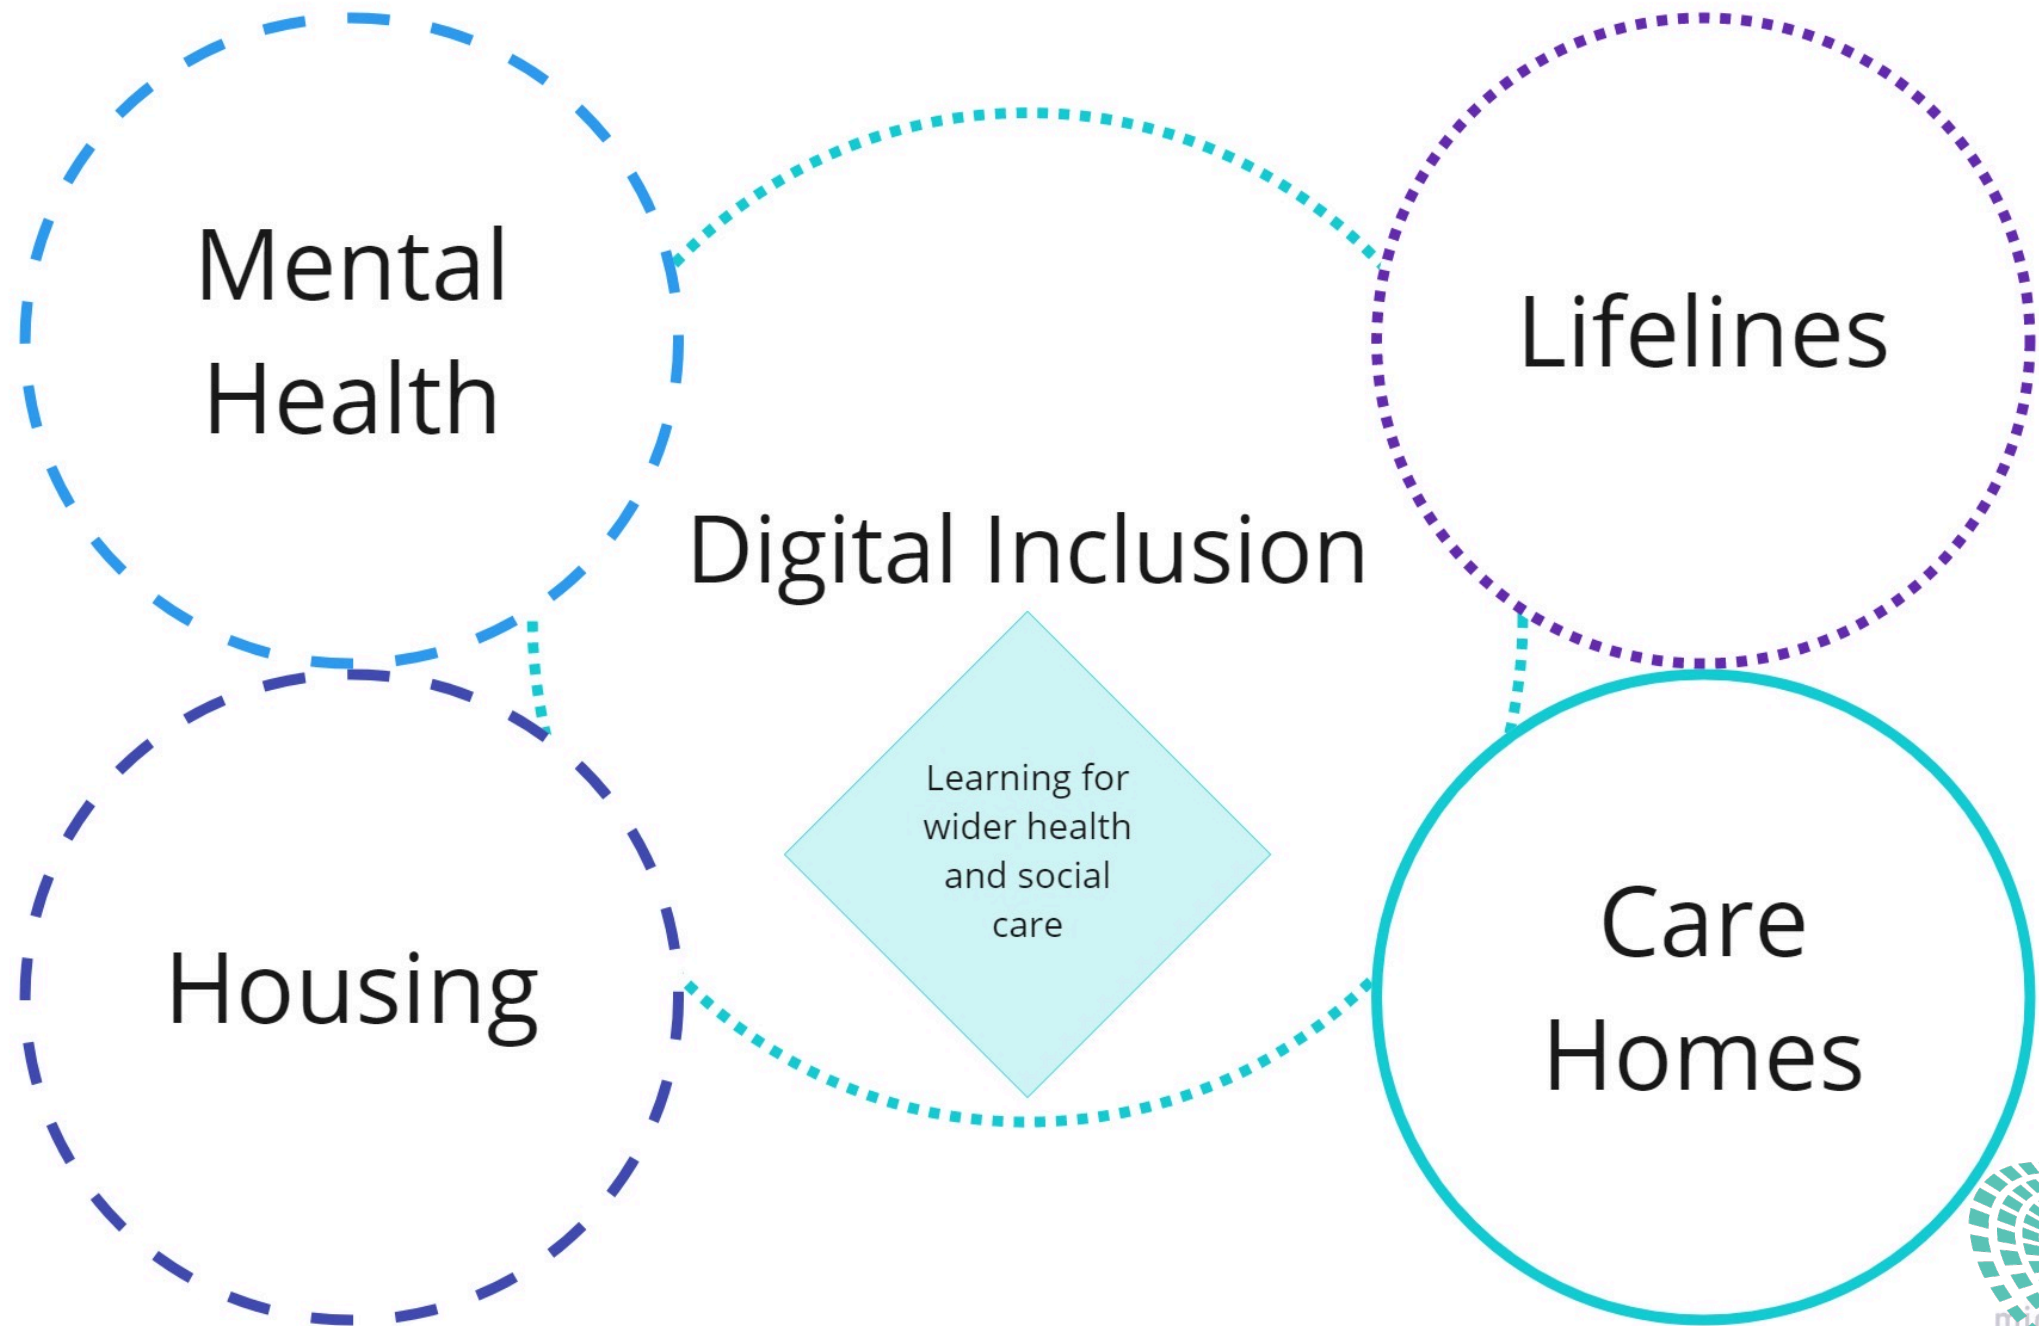 Mental
Health
Lifelines
Digital Inclusion
Learning for
wider health
and social
care
Housing
Care
Homes